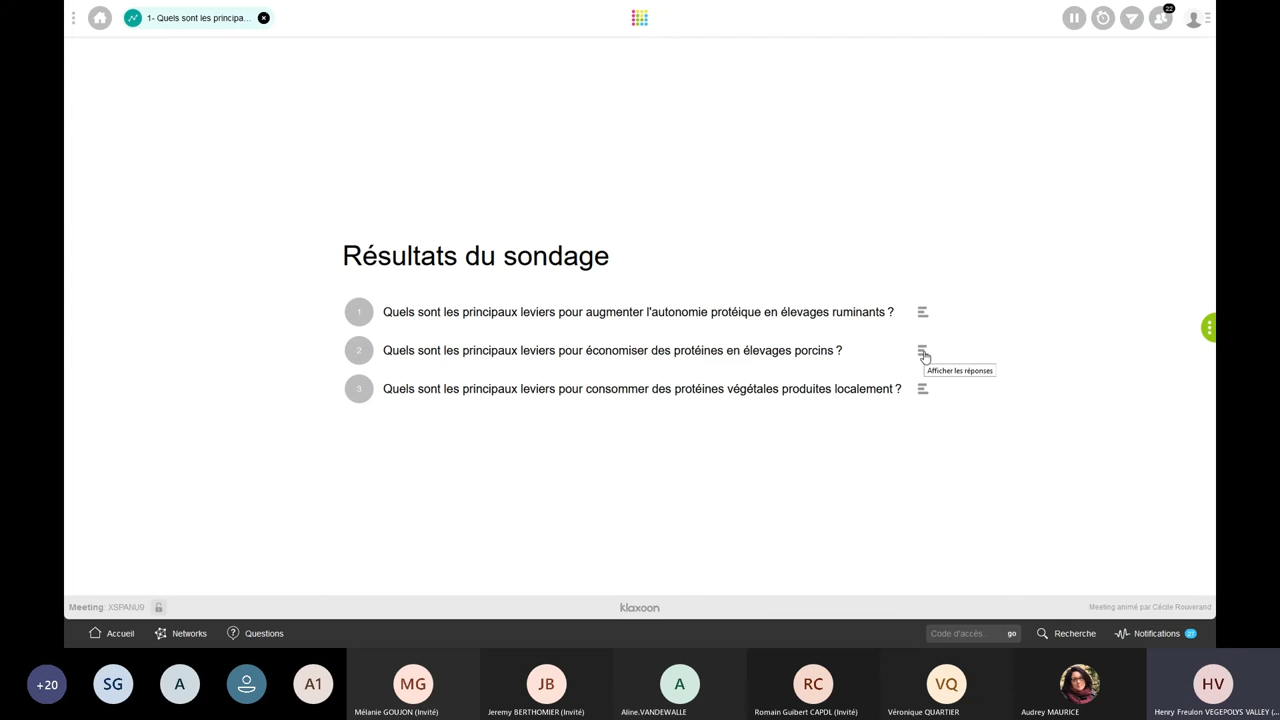 1- Quels sont les principa...
22
Résultats du sondage
1 Quels sont les principaux leviers pour augmenter l'autonomie protéique en élevages ruminants ?
2 Quels sont les principaux leviers pour économiser des protéines en élevages porcins ?
Afficher les réponses
3 Quels sont les principaux leviers pour consommer des protéines végétales produites localement ?
Meeting: XSPANU9 klaxoon Meeting animé par Cécile Rouverand
Accueil Networks ? Questions Code d'accès... go Recherche Notifications 27
+20 SG A A1 MG JB A RC VQ HV
Mélanie GOUJON (Invité) Jeremy BERTHOMIER (Invité) Aline.VANDEWALLE Romain Guibert CAPDL (Invité) Véronique QUARTIER Audrey MAURICE Henry Freulon VEGEPOLYS VALLEY (...